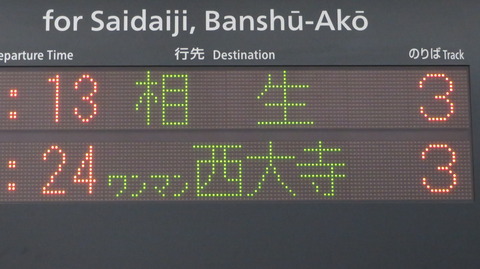 for Saidaiji, Banshū-Akō
eparture Time 行先 Destination のりば Track
:13 相生 3
:24 ワンマン 西大寺 3